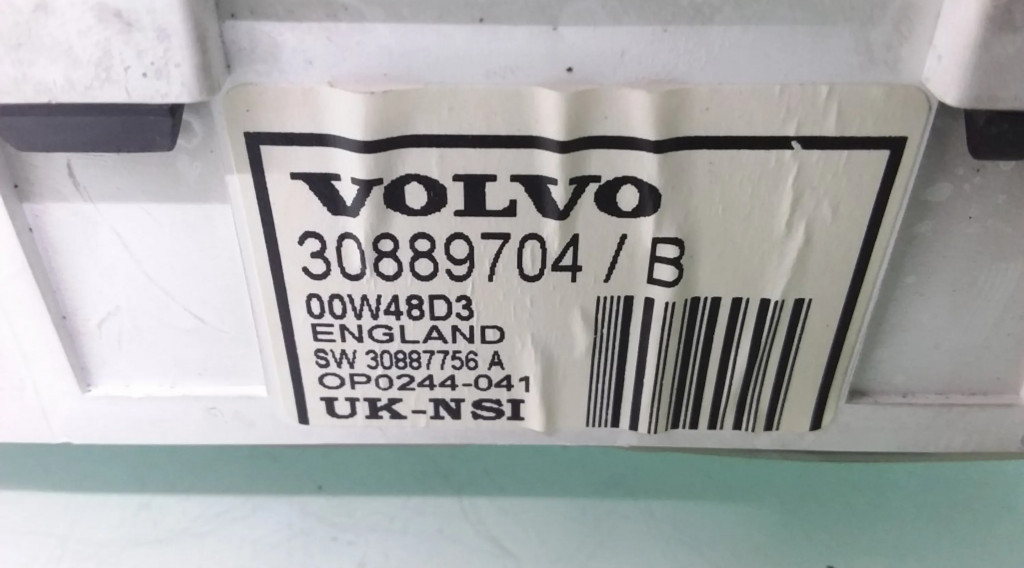 VOLVO
30889704 / B
00W48D3
ENGLAND
SW 30887756 A
OP0244-041
UK-NSI